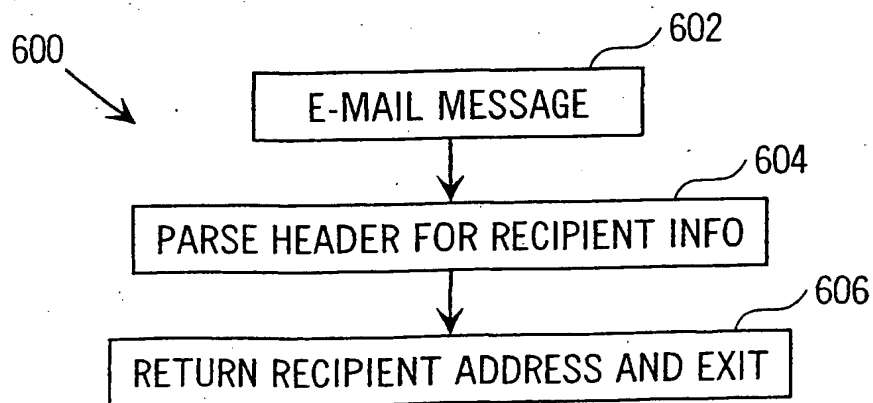 600
602
E-MAIL MESSAGE
604
PARSE HEADER FOR RECIPIENT INFO
606
RETURN RECIPIENT ADDRESS AND EXIT